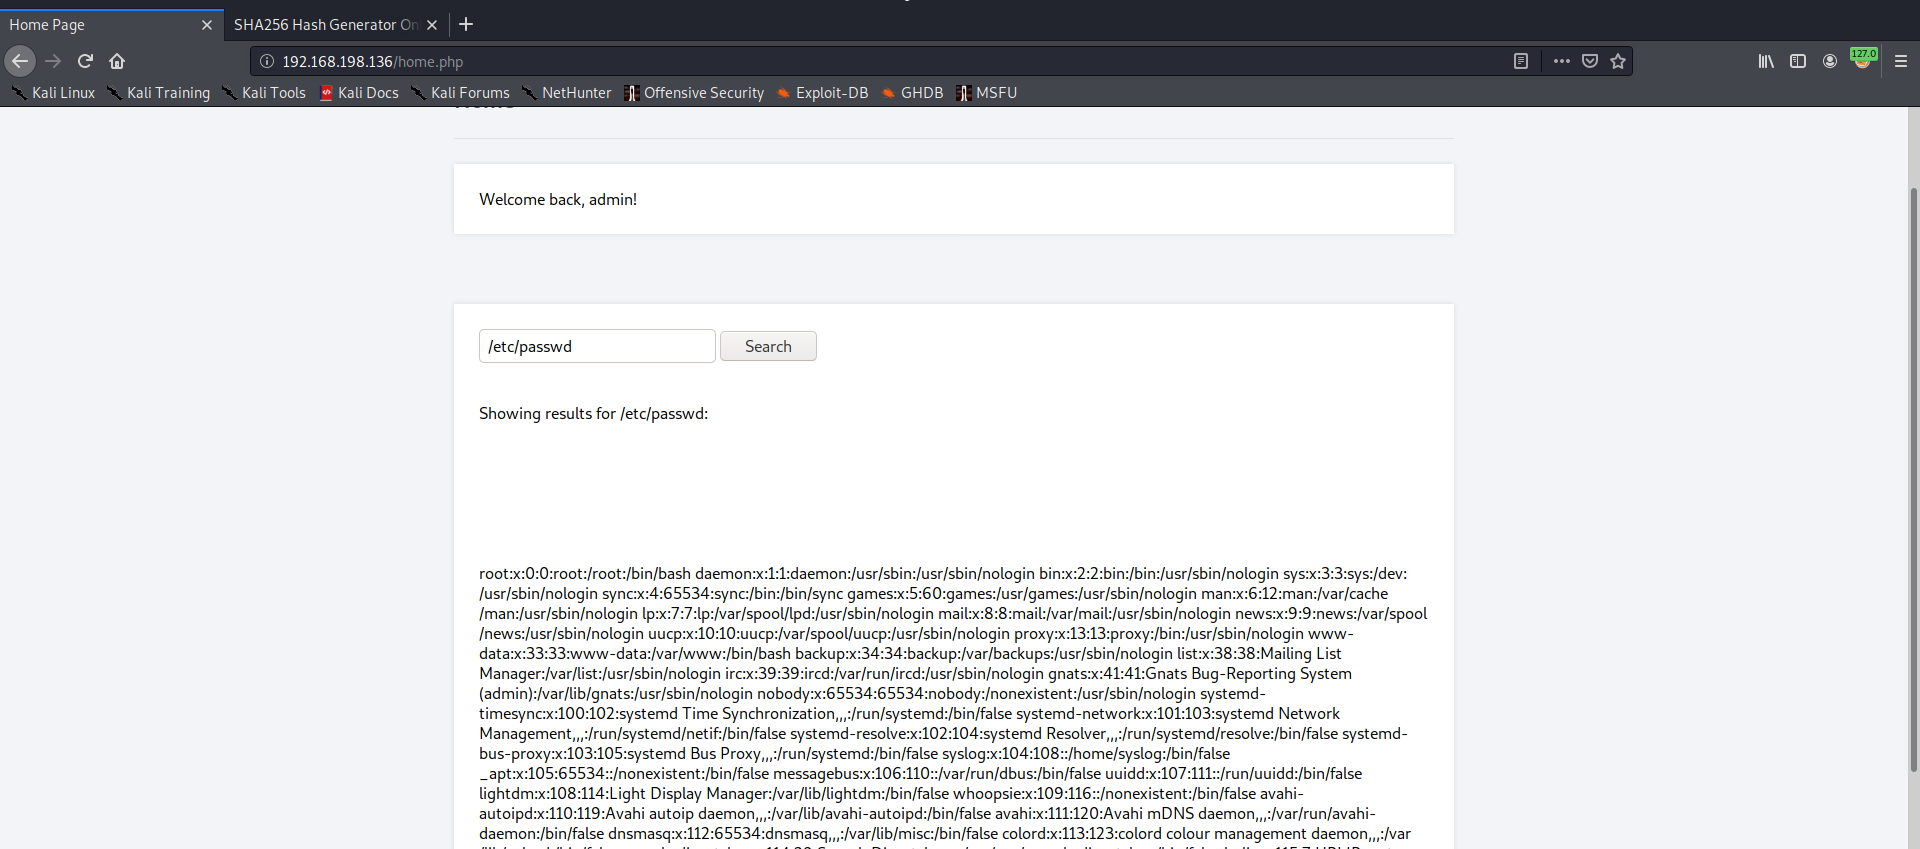 Home Page
SHA256 Hash Generator On
192.168.198.136/home.php
127.0
Kali Linux Kali Training Kali Tools Kali Docs Kali Forums NetHunter Offensive Security Exploit-DB GHDB MSFU
Welcome back, admin!
/etc/passwd
Search
Showing results for /etc/passwd:
root:x:0:0:root:/root:/bin/bash daemon:x:1:1:daemon:/usr/sbin:/usr/sbin/nologin bin:x:2:2:bin:/bin:/usr/sbin/nologin sys:x:3:3:sys:/dev:
/usr/sbin/nologin sync:x:4:65534:sync:/bin:/bin/sync games:x:5:60:games:/usr/games:/usr/sbin/nologin man:x:6:12:man:/var/cache
/man:/usr/sbin/nologin lp:x:7:7:lp:/var/spool/lpd:/usr/sbin/nologin mail:x:8:8:mail:/var/mail:/usr/sbin/nologin news:x:9:9:news:/var/spool
/news:/usr/sbin/nologin uucp:x:10:10:uucp:/var/spool/uucp:/usr/sbin/nologin proxy:x:13:13:proxy:/bin:/usr/sbin/nologin www-
data:x:33:33:www-data:/var/www:/bin/bash backup:x:34:34:backup:/var/backups:/usr/sbin/nologin list:x:38:38:Mailing List
Manager:/var/list:/usr/sbin/nologin irc:x:39:39:ircd:/var/run/ircd:/usr/sbin/nologin gnats:x:41:41:Gnats Bug-Reporting System
(admin):/var/lib/gnats:/usr/sbin/nologin nobody:x:65534:65534:nobody:/nonexistent:/usr/sbin/nologin systemd-
timesync:x:100:102:systemd Time Synchronization,,,:/run/systemd:/bin/false systemd-network:x:101:103:systemd Network
Management,,,:/run/systemd/netif:/bin/false systemd-resolve:x:102:104:systemd Resolver,,,:/run/systemd/resolve:/bin/false systemd-
bus-proxy:x:103:105:systemd Bus Proxy,,,:/run/systemd:/bin/false syslog:x:104:108::/home/syslog:/bin/false
_apt:x:105:65534::/nonexistent:/bin/false messagebus:x:106:110::/var/run/dbus:/bin/false uuidd:x:107:111::/run/uuidd:/bin/false
lightdm:x:108:114:Light Display Manager:/var/lib/lightdm:/bin/false whoopsie:x:109:116::/nonexistent:/bin/false avahi-
autoipd:x:110:119:Avahi autoip daemon,,,:/var/lib/avahi-autoipd:/bin/false avahi:x:111:120:Avahi mDNS daemon,,,:/var/run/avahi-
daemon:/bin/false dnsmasq:x:112:65534:dnsmasq,,,:/var/lib/misc:/bin/false colord:x:113:123:colord colour management daemon,,,:/var